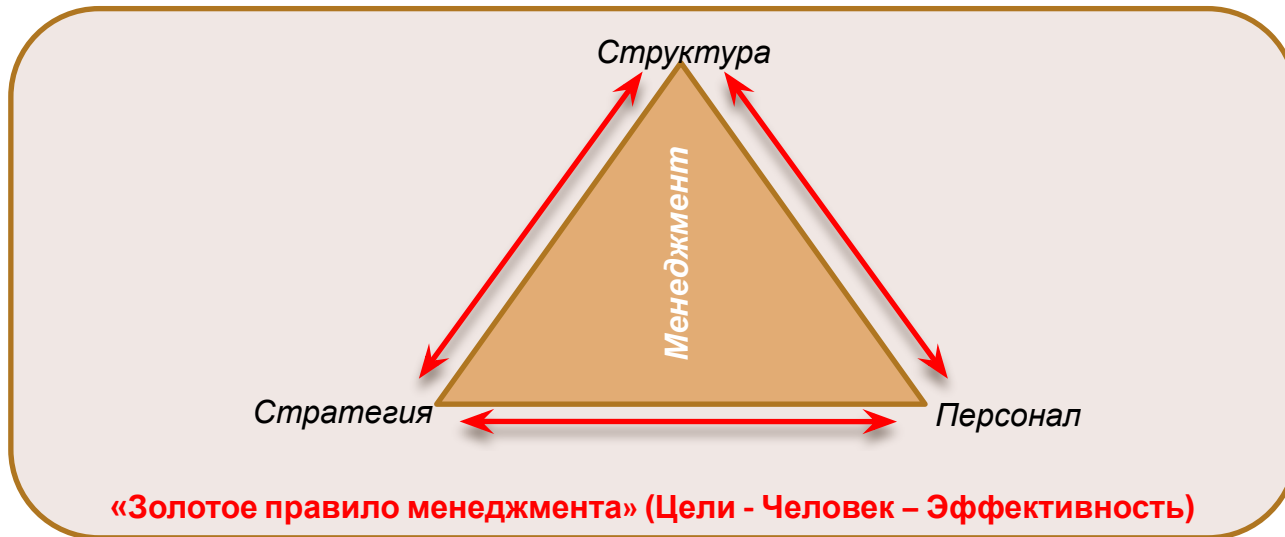 Структура
Менеджмент
Стратегия
Персонал
«Золотое правило менеджмента» (Цели - Человек – Эффективность)